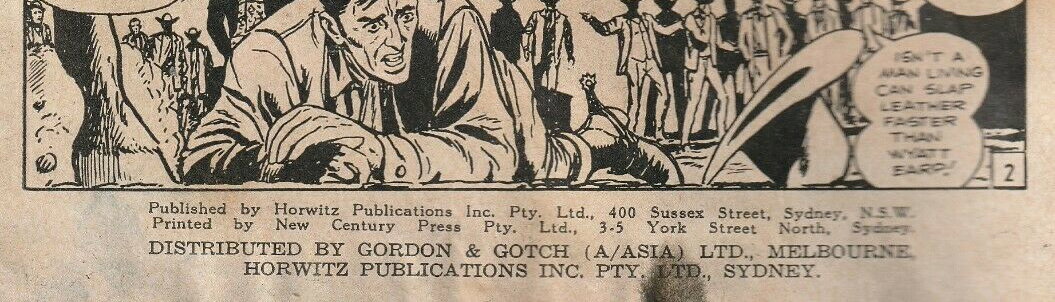 ISN'T A
MAN LIVING
CAN SLAP
LEATHER
FASTER
THAN
WYATT
EARP!
2
Published by Horwitz Publications Inc. Pty. Ltd., 400 Sussex Street, Sydney, N.S.W.
Printed by New Century Press Pty. Ltd., 3-5 York Street North, Sydney.
DISTRIBUTED BY GORDON & GOTCH (A/ASIA) LTD., MELBOURNE,
HORWITZ PUBLICATIONS INC. PTY. LTD., SYDNEY.